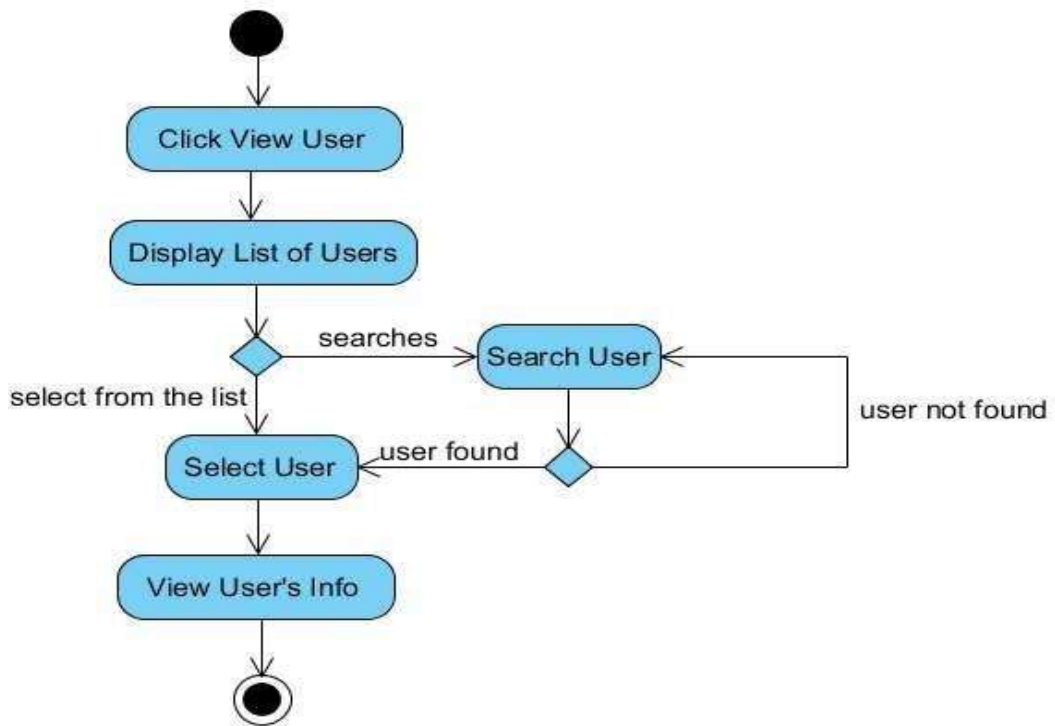 Click View User
Display List of Users
searches
Search User
select from the list
user not found
Select User
user found
View User's Info